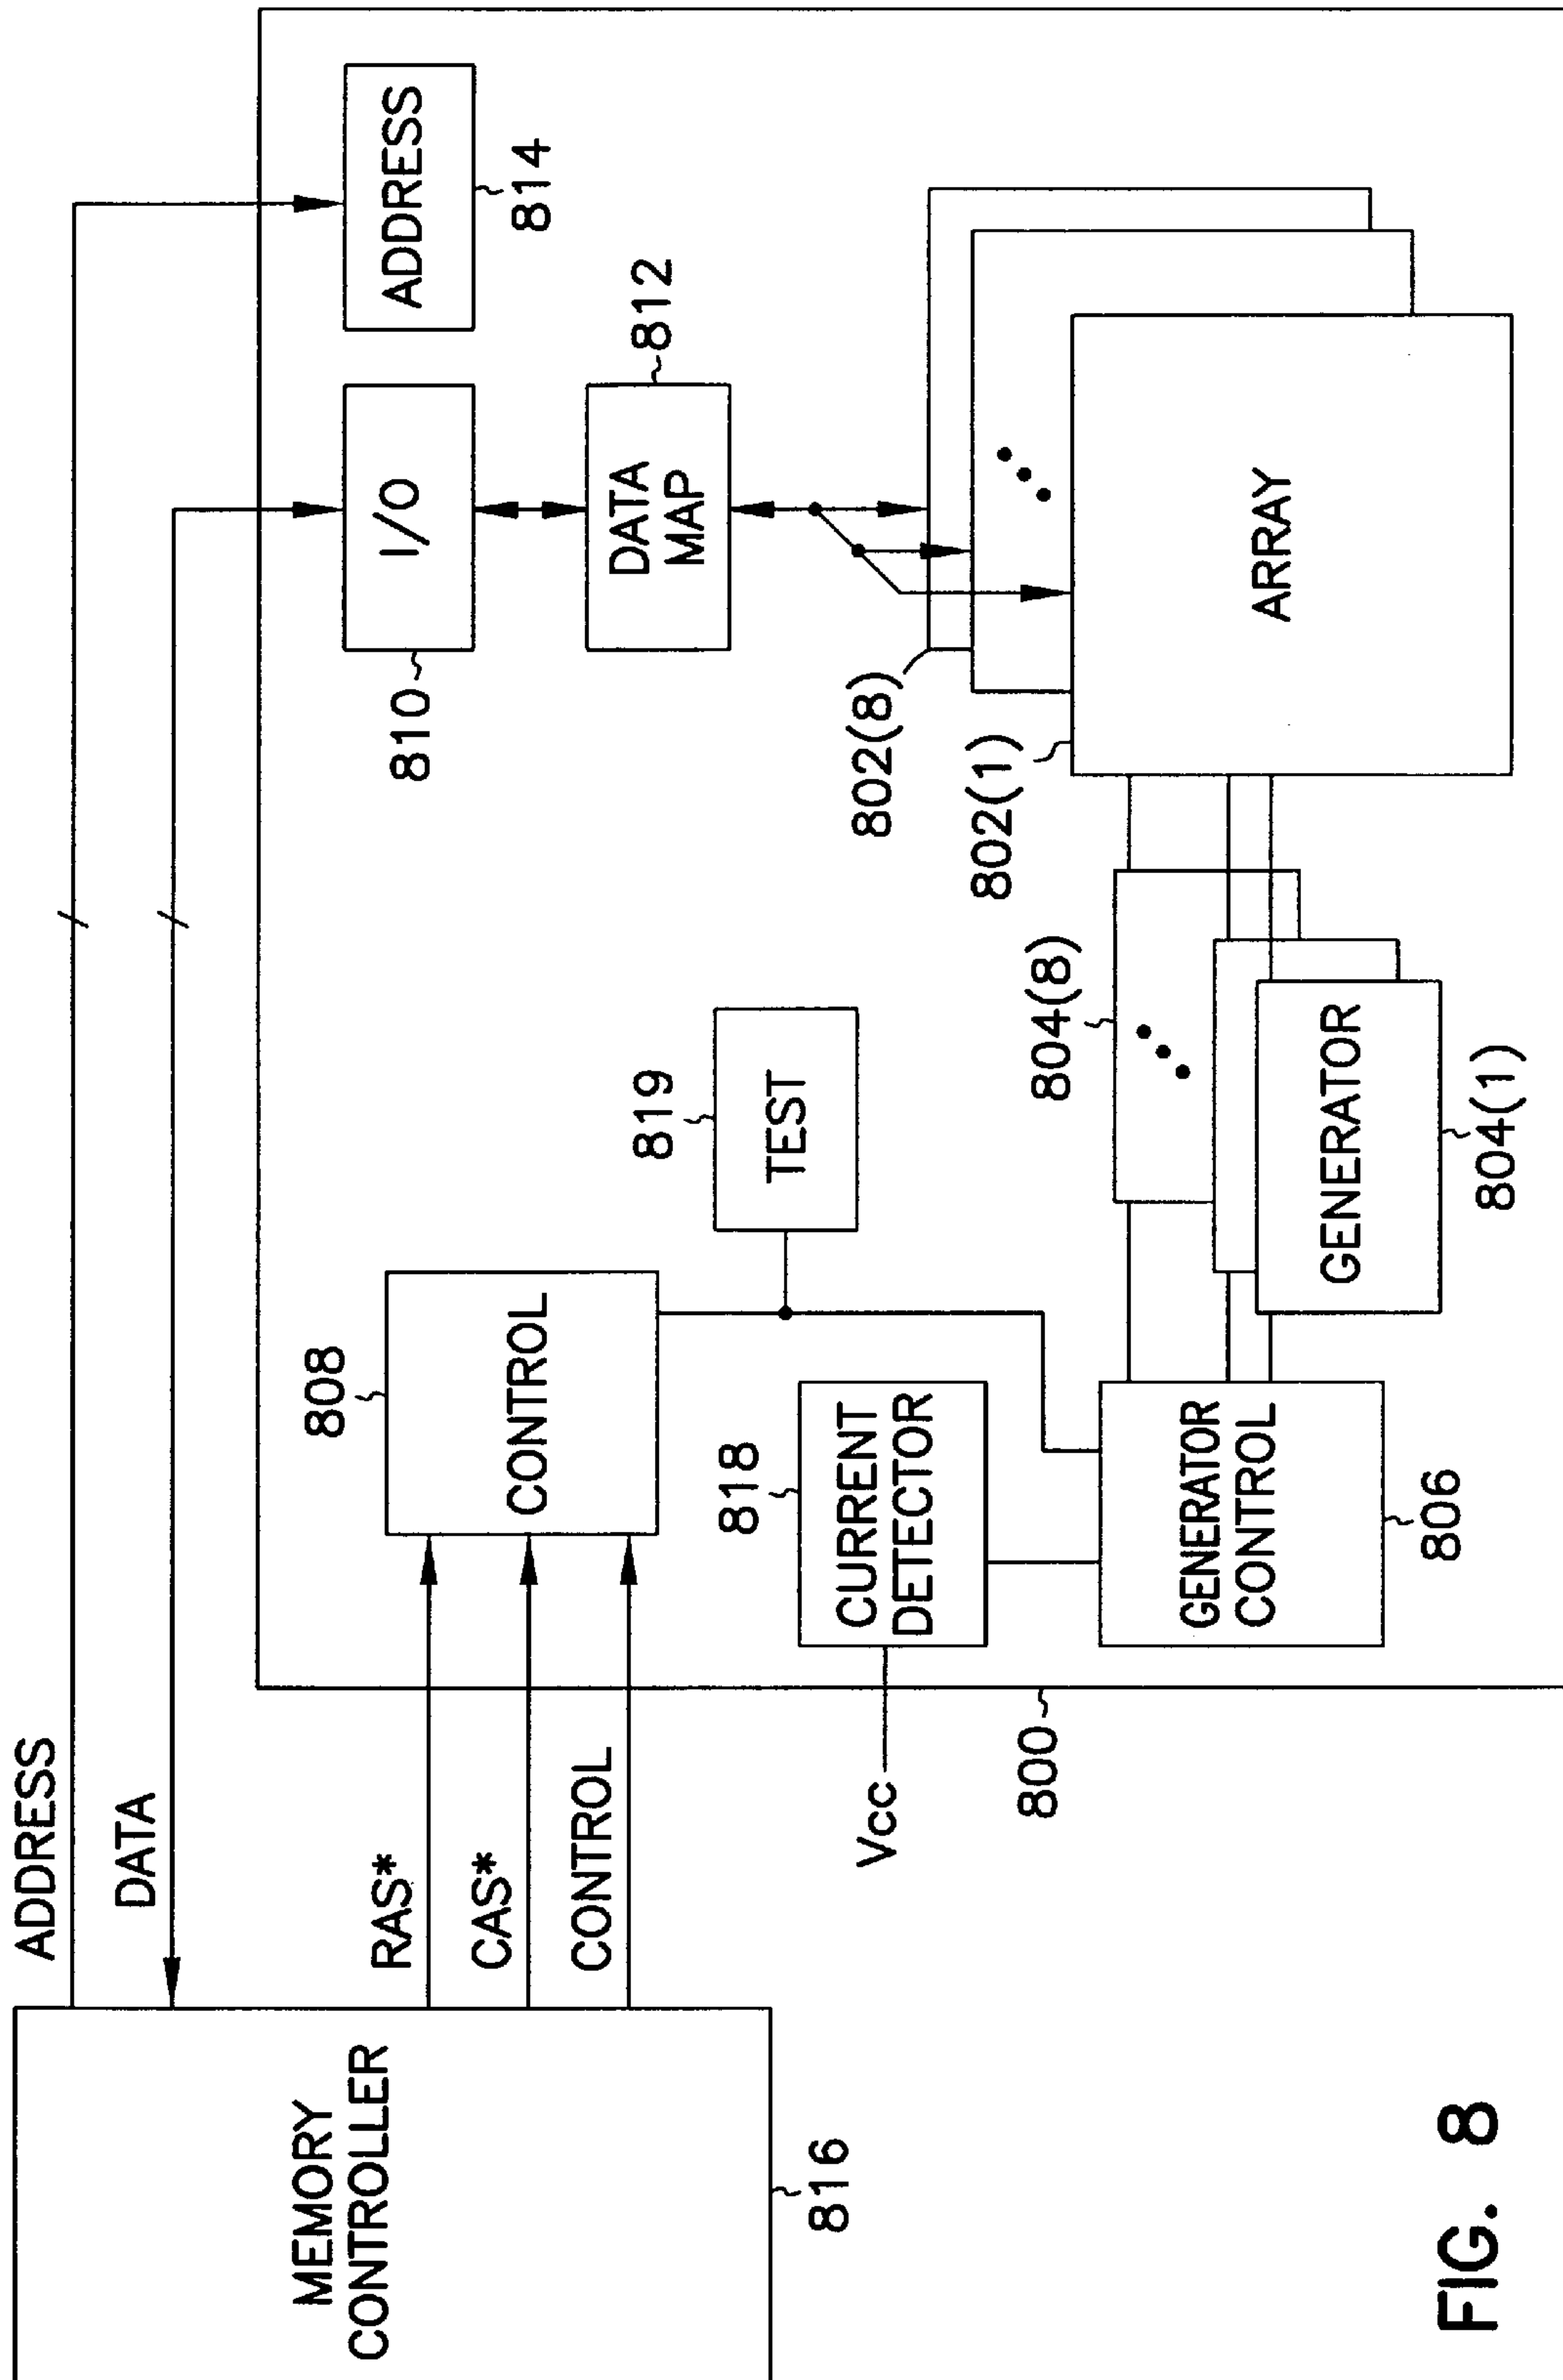 MEMORY
CONTROLLER
816
ADDRESS
DATA
RAS*
CAS*
CONTROL
Vcc
800
808
CONTROL
818
CURRENT
DETECTOR
GENERATOR
CONTROL
806
819
TEST
804(8)
GENERATOR
804(1)
810
I/O
ADDRESS
814
812
DATA
MAP
802(8)
802(1)
ARRAY
FIG. 8